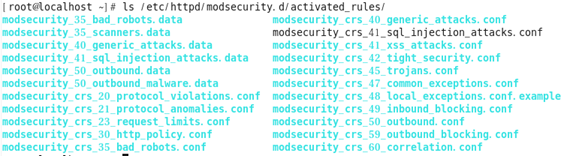 [root@localhost ~]# ls /etc/httpd/modsecurity.d/activated_rules/
modsecurity_35_bad_robots.data modsecurity_crs_40_generic_attacks.conf
modsecurity_35_scanners.data modsecurity_crs_41_sql_injection_attacks.conf
modsecurity_40_generic_attacks.data modsecurity_crs_41_xss_attacks.conf
modsecurity_41_sql_injection_attacks.data modsecurity_crs_42_tight_security.conf
modsecurity_50_outbound.data modsecurity_crs_45_trojans.conf
modsecurity_50_outbound_malware.data modsecurity_crs_47_common_exceptions.conf
modsecurity_crs_20_protocol_violations.conf modsecurity_crs_48_local_exceptions.conf.example
modsecurity_crs_21_protocol_anomalies.conf modsecurity_crs_49_inbound_blocking.conf
modsecurity_crs_23_request_limits.conf modsecurity_crs_50_outbound.conf
modsecurity_crs_30_http_policy.conf modsecurity_crs_59_outbound_blocking.conf
modsecurity_crs_35_bad_robots.conf modsecurity_crs_60_correlation.conf